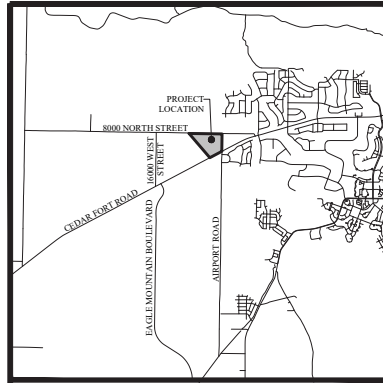 PROJECT
LOCATION
8000 NORTH STREET
16000 WEST
STREET
CEDAR FORT ROAD
EAGLE MOUNTAIN BOULEVARD
AIRPORT ROAD